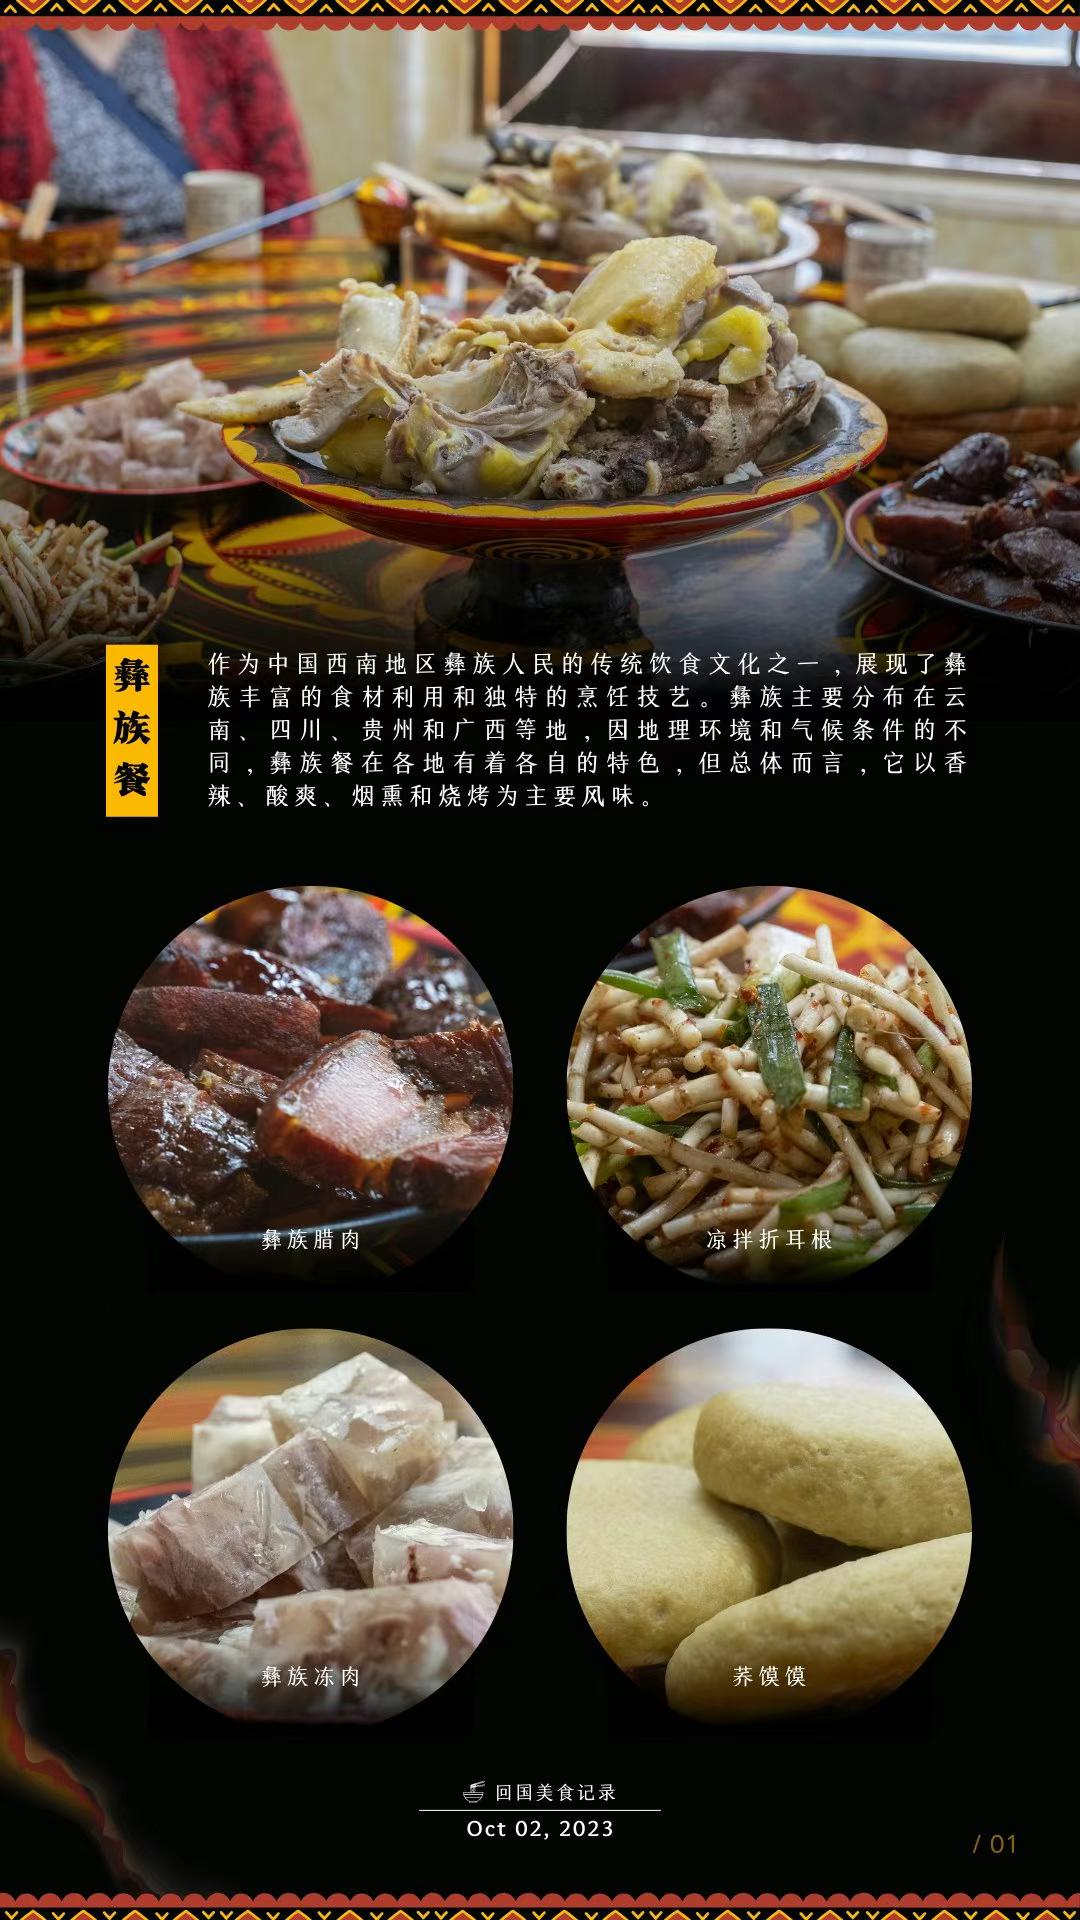 彝族餐
作为中国西南地区彝族人民的传统饮食文化之一，展现了彝
族丰富的食材利用和独特的烹饪技艺。彝族主要分布在云
南、四川、贵州和广西等地，因地理环境和气候条件的不
同，彝族餐在各地有着各自的特色，但总体而言，它以香
辣、酸爽、烟熏和烧烤为主要风味。
彝族腊肉
凉拌折耳根
彝族冻肉
荞馍馍
回国美食记录
Oct 02, 2023
/ 01